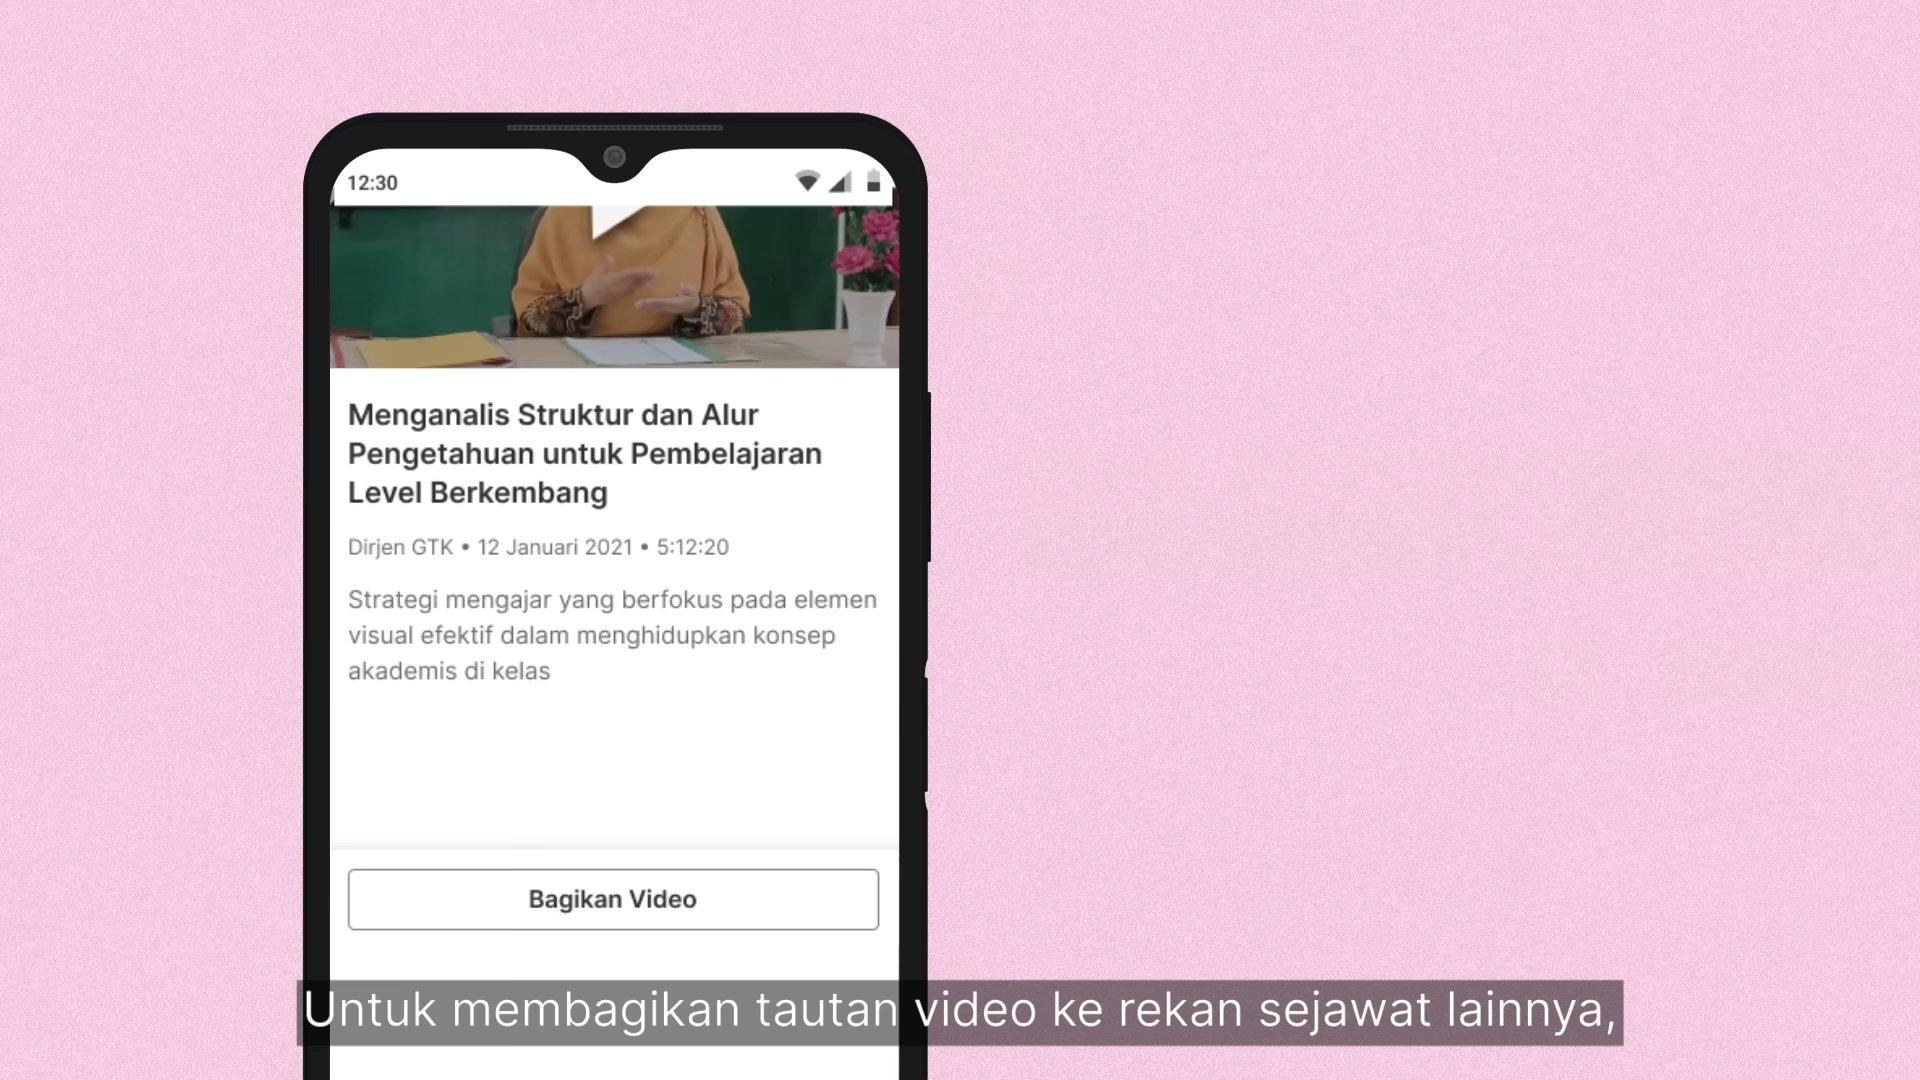 12:30
Menganalis Struktur dan Alur
Pengetahuan untuk Pembelajaran
Level Berkembang
Dirjen GTK • 12 Januari 2021 • 5:12:20
Strategi mengajar yang berfokus pada elemen
visual efektif dalam menghidupkan konsep
akademis di kelas
Bagikan Video
Untuk membagikan tautan video ke rekan sejawat lainnya,